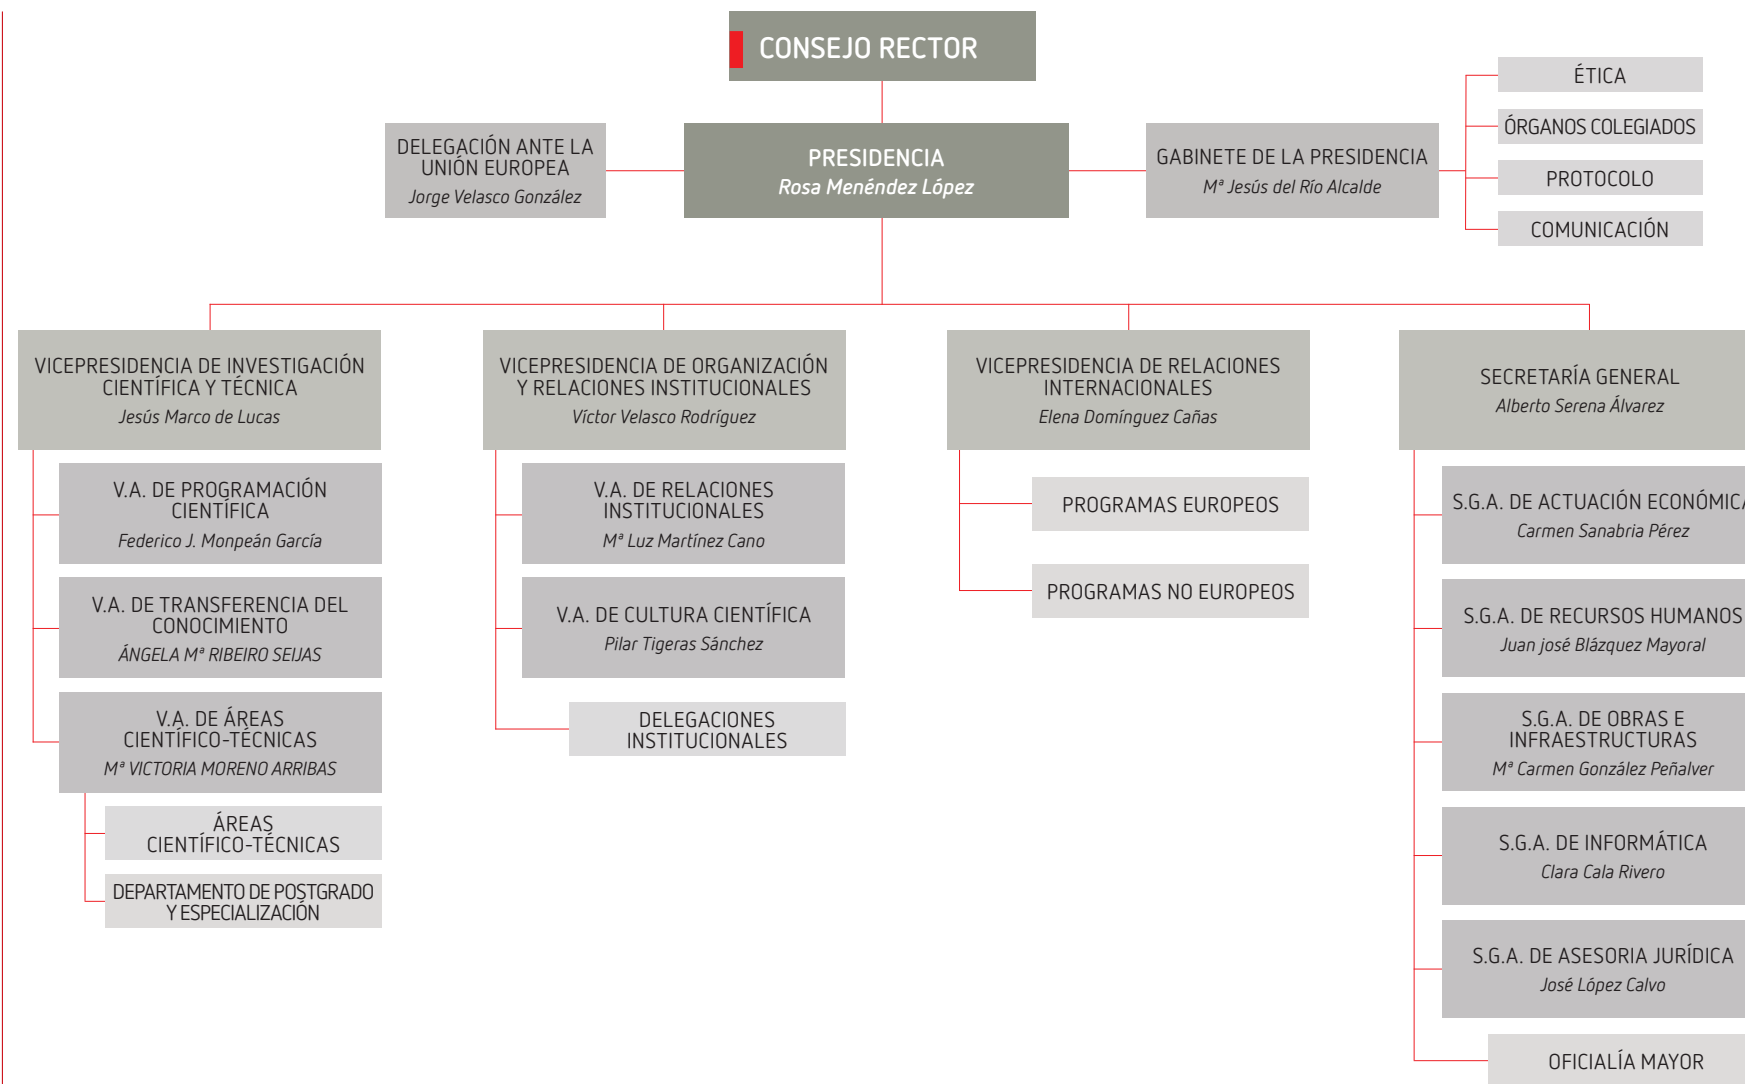 CONSEJO RECTOR
DELEGACIÓN ANTE LA
UNIÓN EUROPEA
Jorge Velasco González
PRESIDENCIA
Rosa Menéndez López
GABINETE DE LA PRESIDENCIA
Mª Jesús del Río Alcalde
ÉTICA
ÓRGANOS COLEGIADOS
PROTOCOLO
COMUNICACIÓN
VICEPRESIDENCIA DE INVESTIGACIÓN
CIENTÍFICA Y TÉCNICA
Jesús Marco de Lucas
V.A. DE PROGRAMACIÓN
CIENTÍFICA
Federico J. Monpeán García
V.A. DE TRANSFERENCIA DEL
CONOCIMIENTO
ÁNGELA Mª RIBEIRO SEIJAS
V.A. DE ÁREAS
CIENTÍFICO-TÉCNICAS
Mª VICTORIA MORENO ARRIBAS
ÁREAS
CIENTÍFICO-TÉCNICAS
DEPARTAMENTO DE POSTGRADO
Y ESPECIALIZACIÓN
VICEPRESIDENCIA DE ORGANIZACIÓN
Y RELACIONES INSTITUCIONALES
Víctor Velasco Rodríguez
V.A. DE RELACIONES
INSTITUCIONALES
Mª Luz Martínez Cano
V.A. DE CULTURA CIENTÍFICA
Pilar Tigeras Sánchez
DELEGACIONES
INSTITUCIONALES
VICEPRESIDENCIA DE RELACIONES
INTERNACIONALES
Elena Domínguez Cañas
PROGRAMAS EUROPEOS
PROGRAMAS NO EUROPEOS
SECRETARÍA GENERAL
Alberto Serena Álvarez
S.G.A. DE ACTUACIÓN ECONÓMICA
Carmen Sanabria Pérez
S.G.A. DE RECURSOS HUMANOS
Juan josé Blázquez Mayoral
S.G.A. DE OBRAS E
INFRAESTRUCTURAS
Mª Carmen González Peñalver
S.G.A. DE INFORMÁTICA
Clara Cala Rivero
S.G.A. DE ASESORIA JURÍDICA
José López Calvo
OFICIALÍA MAYOR